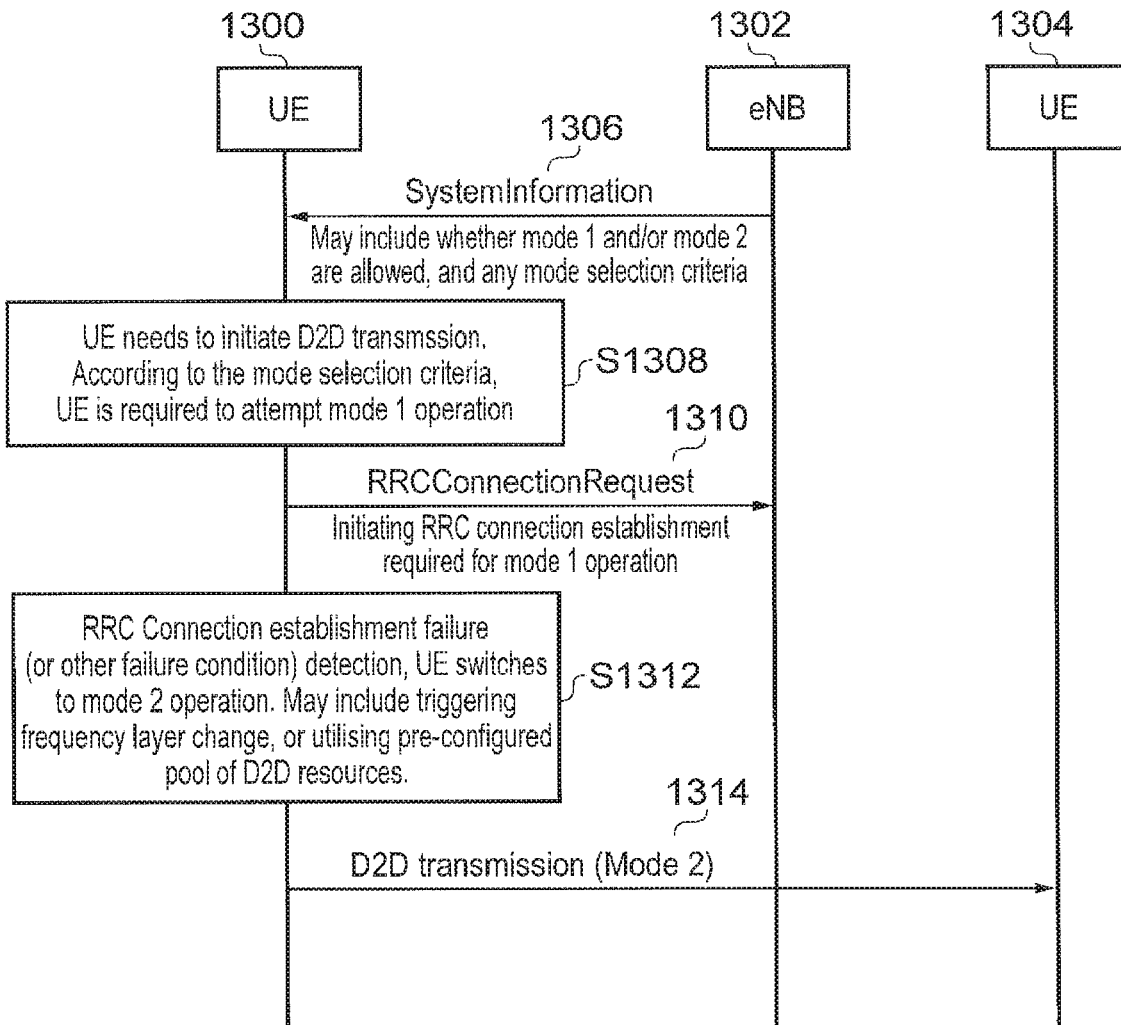 1300
1302
1304
UE
eNB
UE
1306
SystemInformation
May include whether mode 1 and/or mode 2
are allowed, and any mode selection criteria
UE needs to initiate D2D transmssion.
According to the mode selection criteria,
UE is required to attempt mode 1 operation
S1308
1310
RRCConnectionRequest
Initiating RRC connection establishment
required for mode 1 operation
RRC Connection establishment failure
(or other failure condition) detection, UE switches
to mode 2 operation. May include triggering
frequency layer change, or utilising pre-configured
pool of D2D resources.
S1312
1314
D2D transmission (Mode 2)